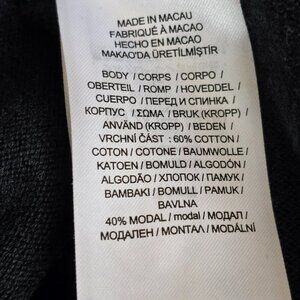 MADE IN MACAU
FABRIQUÉ À MACAO
HECHO EN MACAO
MAKAO'DA ÜRETİLMİŞTİR
BODY / CORPS / CORPO /
OBERTEIL / ROMP / HOVEDDEL /
CUERPO / ПЕРЕД И СПИНКА /
КОРПУС / ΣΩΜΑ / BRUK (KROPP) /
ANVÄND (KROPP) / BEDEN /
VRCHNÍ ČÁST : 60% COTTON /
COTON / COTONE / BAUMWOLLE /
KATOEN / BOMULD / ALGODÓN /
ALGODÃO / ХЛОПОК / ПАМУК /
ΒΑΜΒΑΚΙ / BOMULL / PAMUK /
BAVLNA
40% MODAL / modal / МОДАЛ /
МОДАЛЕН / ΜΟΝΤΑΛ / MODÁLNÍ